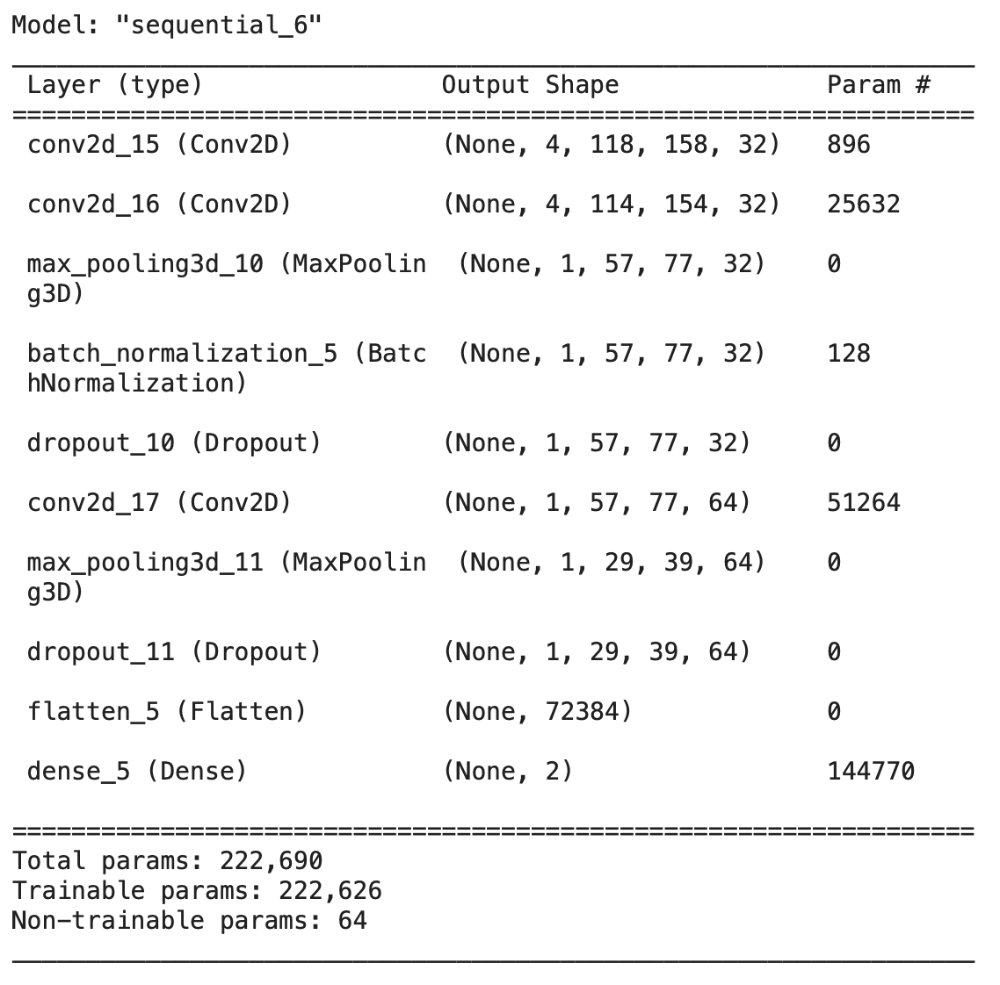 Model: "sequential_6"
Layer (type) Output Shape Param #
conv2d_15 (Conv2D) (None, 4, 118, 158, 32) 896
conv2d_16 (Conv2D) (None, 4, 114, 154, 32) 25632
max_pooling3d_10 (MaxPoolin (None, 1, 57, 77, 32) 0
g3D)
batch_normalization_5 (Batc (None, 1, 57, 77, 32) 128
hNormalization)
dropout_10 (Dropout) (None, 1, 57, 77, 32) 0
conv2d_17 (Conv2D) (None, 1, 57, 77, 64) 51264
max_pooling3d_11 (MaxPoolin (None, 1, 29, 39, 64) 0
g3D)
dropout_11 (Dropout) (None, 1, 29, 39, 64) 0
flatten_5 (Flatten) (None, 72384) 0
dense_5 (Dense) (None, 2) 144770
Total params: 222,690
Trainable params: 222,626
Non-trainable params: 64